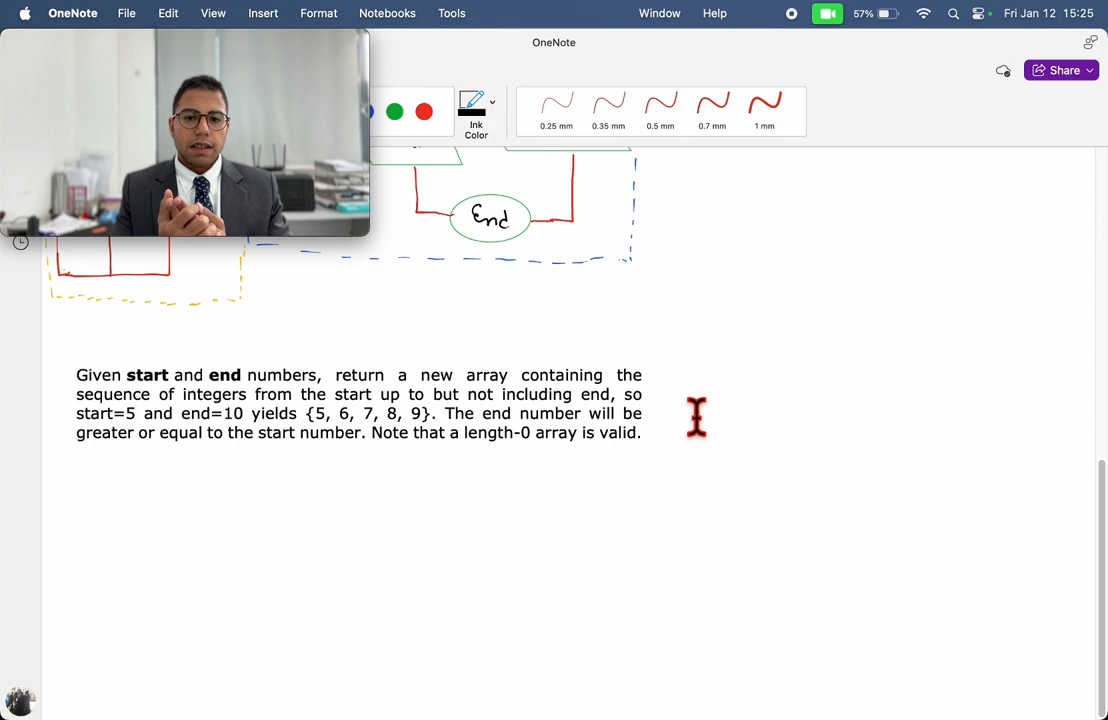 OneNote File Edit View Insert Format Notebooks Tools Window Help 57% Fri Jan 12 15:25
OneNote
Share
Ink Color
0.25 mm 0.35 mm 0.5 mm 0.7 mm 1 mm
End
Given start and end numbers, return a new array containing the
sequence of integers from the start up to but not including end, so
start=5 and end=10 yields {5, 6, 7, 8, 9}. The end number will be
greater or equal to the start number. Note that a length-0 array is valid.